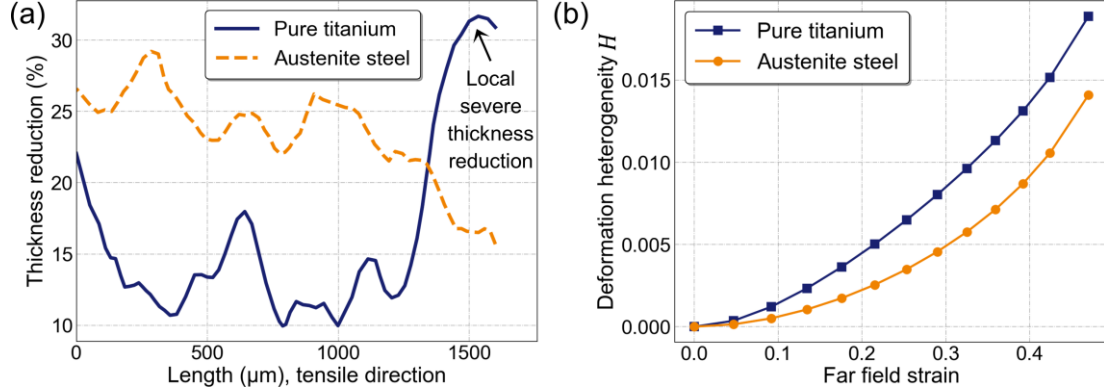 (a)
Thickness reduction (%)
30
25
20
15
10
Pure titanium
Austenite steel
Local
severe
thickness
reduction
0
500
1000
1500
Length (μm), tensile direction
(b)
Deformation heterogeneity H
0.015
0.010
0.005
0.000
Pure titanium
Austenite steel
0.0
0.1
0.2
0.3
0.4
Far field strain